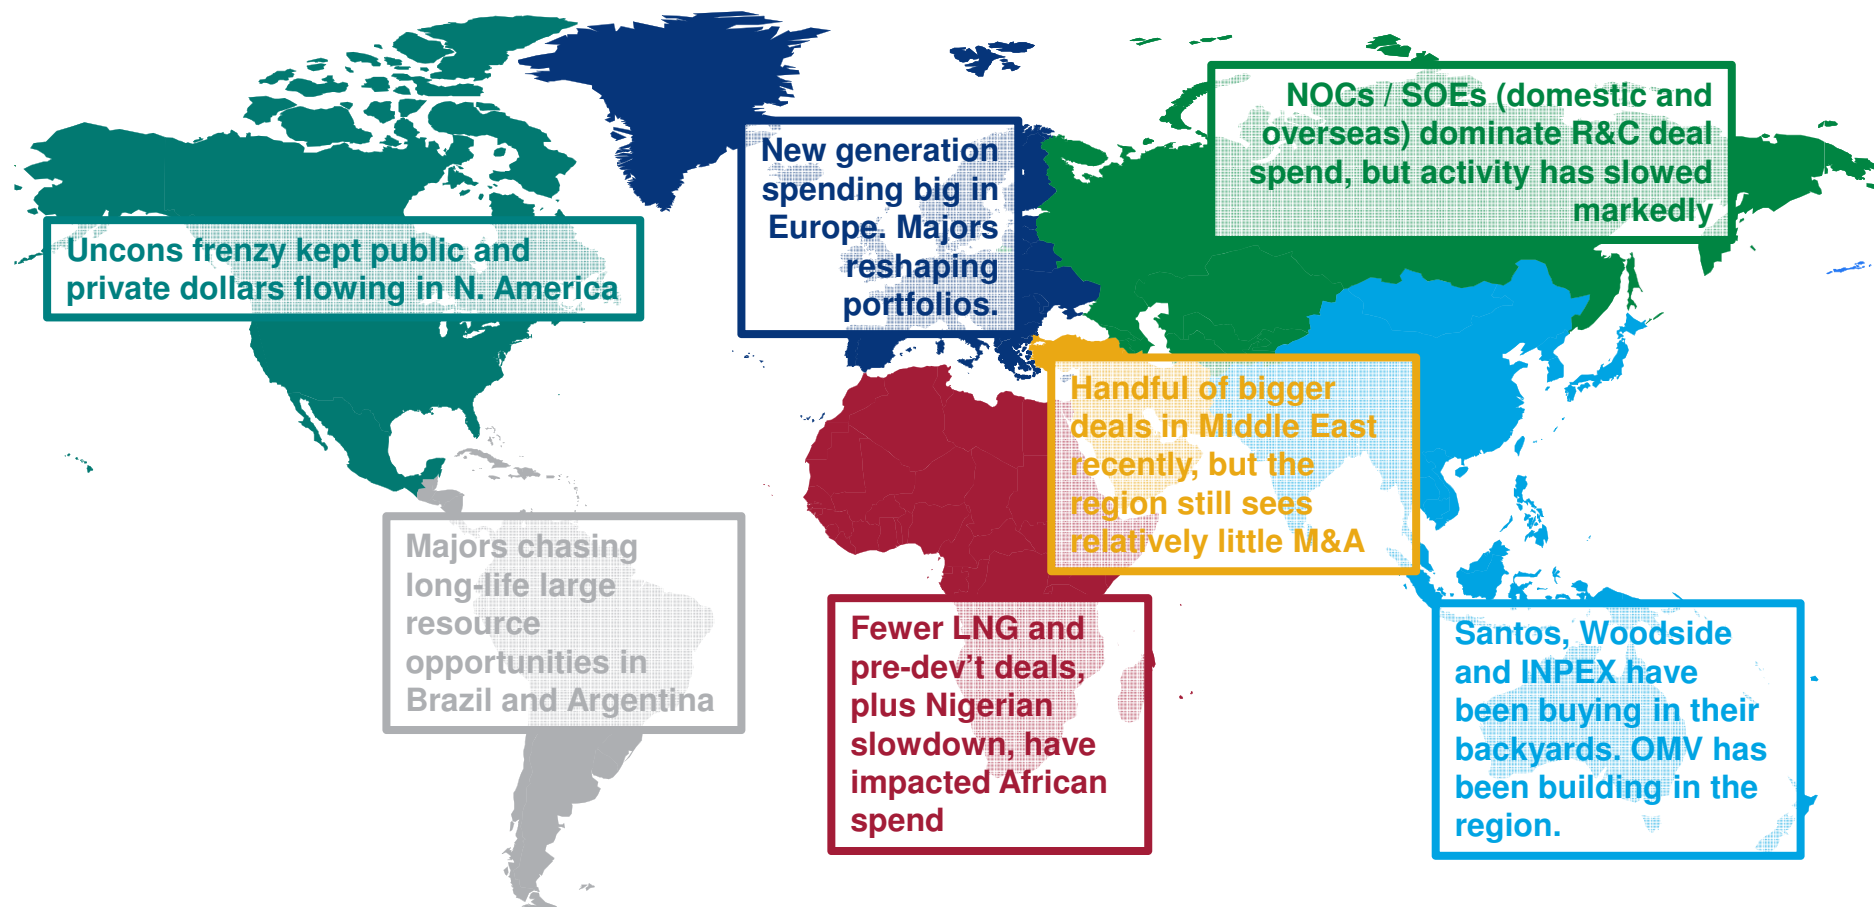 Uncons frenzy kept public and
private dollars flowing in N. America
New generation
spending big in
Europe. Majors
reshaping
portfolios.
NOCs / SOEs (domestic and
overseas) dominate R&C deal
spend, but activity has slowed
markedly
Handful of bigger
deals in Middle East
recently, but the
region still sees
relatively little M&A
Majors chasing
long-life large
resource
opportunities in
Brazil and Argentina
Fewer LNG and
pre-dev’t deals,
plus Nigerian
slowdown, have
impacted African
spend
Santos, Woodside
and INPEX have
been buying in their
backyards. OMV has
been building in the
region.